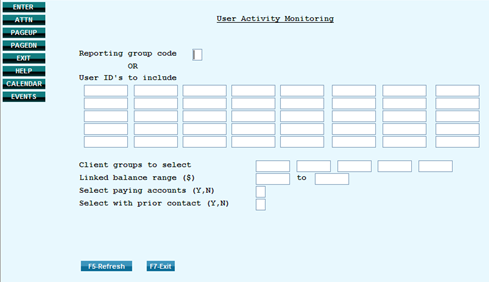 ENTER
ATTN
PAGEUP
PAGEDN
EXIT
HELP
CALENDAR
EVENTS
User Activity Monitoring
Reporting group code
OR
User ID's to include
Client groups to select
Linked balance range ($) to
Select paying accounts (Y,N)
Select with prior contact (Y,N)
F5-Refresh F7-Exit